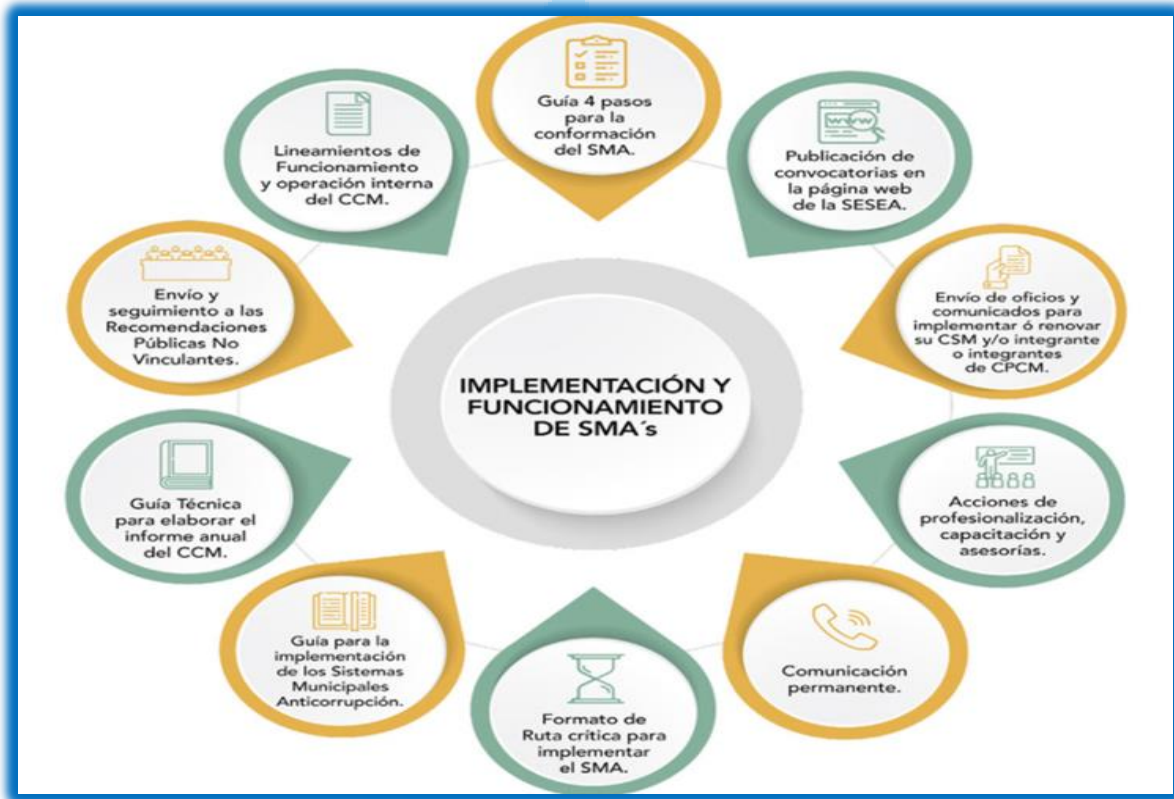 Guía 4 pasos
para la
conformación
del SMA.
www
Publicación de
convocatorias en
la página web
de la SESEA.
Envío de oficios y
comunicados para
implementar ó renovar
su CSM y/o integrante
o integrantes
de CPCM.
Acciones de
profesionalización,
capacitación y
asesorías.
Comunicación
permanente.
Formato de
Ruta crítica para
implementar
el SMA.
Guía para la
implementación
de los Sistemas
Municipales
Anticorrupción.
Guía Técnica
para elaborar el
informe anual
del CCM.
Envío y
seguimiento a las
Recomendaciones
Públicas No
Vinculantes.
Lineamientos de
Funcionamiento
y operación interna
del CCM.
IMPLEMENTACIÓN Y
FUNCIONAMIENTO
DE SMA´s